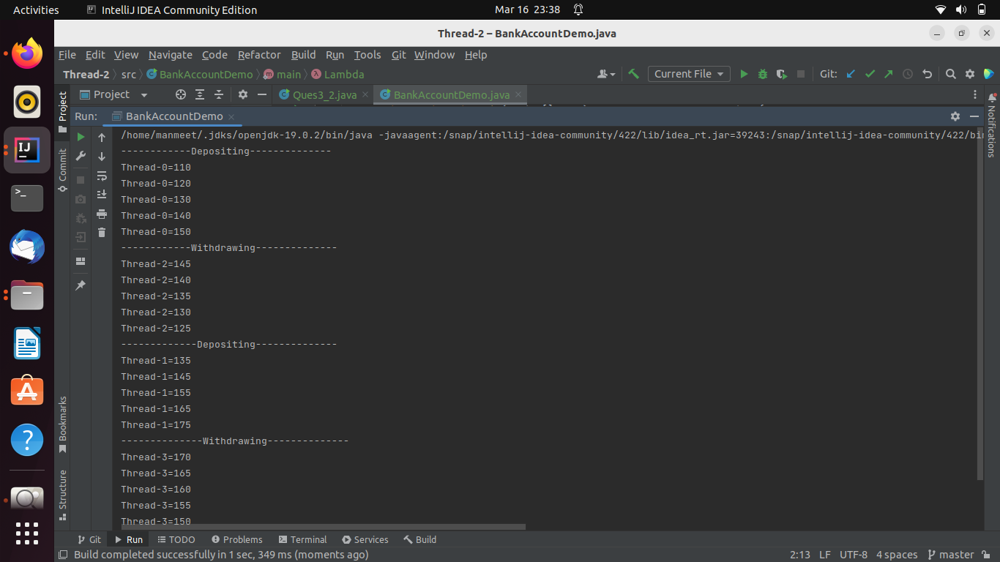 Activities IntelliJ IDEA Community Edition Mar 16 23:38
Thread-2 – BankAccountDemo.java
File Edit View Navigate Code Refactor Build Run Tools Git Window Help
Thread-2 src BankAccountDemo main Lambda Current File Git:
Project Ques3_2.java BankAccountDemo.java
Run: BankAccountDemo
/home/manmeet/.jdks/openjdk-19.0.2/bin/java -javaagent:/snap/intellij-idea-community/422/lib/idea_rt.jar=39243:/snap/intellij-idea-community/422/bi
------------Depositing--------------
Thread-0=110
Thread-0=120
Thread-0=130
Thread-0=140
Thread-0=150
------------Withdrawing--------------
Thread-2=145
Thread-2=140
Thread-2=135
Thread-2=130
Thread-2=125
-------------Depositing--------------
Thread-1=135
Thread-1=145
Thread-1=155
Thread-1=165
Thread-1=175
--------------Withdrawing--------------
Thread-3=170
Thread-3=165
Thread-3=160
Thread-3=155
Thread-3=150
Project
Commit
Bookmarks
Structure
Notifications
Git Run TODO Problems Terminal Services Build
Build completed successfully in 1 sec, 349 ms (moments ago) 2:13 LF UTF-8 4 spaces master